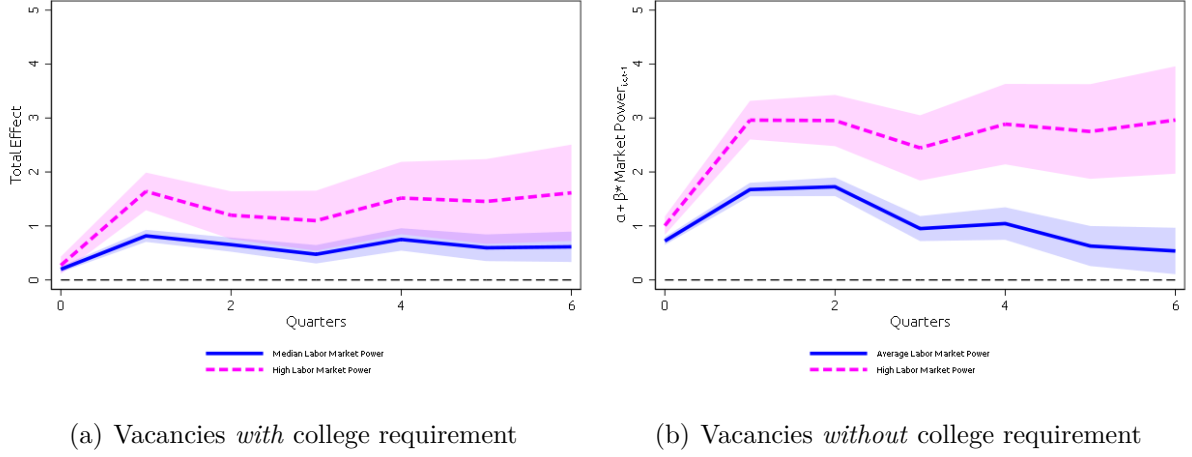 Total Effect
5
4
3
2
1
0
0 2 4 6
Quarters
Median Labor Market Power
High Labor Market Power
(a) Vacancies with college requirement
α + β* Market Power_{i,c,t-1}
5
4
3
2
1
0
0 2 4 6
Quarters
Average Labor Market Power
High Labor Market Power
(b) Vacancies without college requirement